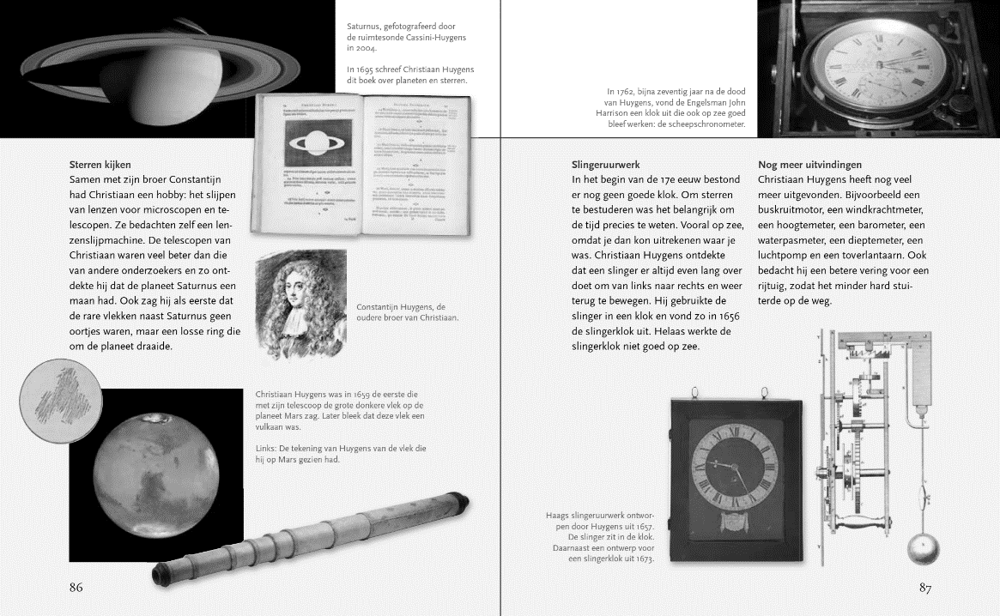 Saturnus, gefotografeerd door
de ruimtesonde Cassini-Huygens
in 2004.
In 1695 schreef Christiaan Huygens
dit boek over planeten en sterren.
Sterren kijken
Samen met zijn broer Constantijn
had Christiaan een hobby: het slijpen
van lenzen voor microscopen en te-
lescopen. Ze bedachten zelf een len-
zenslijpmachine. De telescopen van
Christiaan waren veel beter dan die
van andere onderzoekers en zo ont-
dekte hij dat de planeet Saturnus een
maan had. Ook zag hij als eerste dat
de rare vlekken naast Saturnus geen
oortjes waren, maar een losse ring die
om de planeet draaide.
Constantijn Huygens, de
oudere broer van Christiaan.
Christiaan Huygens was in 1659 de eerste die
met zijn telescoop de grote donkere vlek op de
planeet Mars zag. Later bleek dat deze vlek een
vulkaan was.
Links: De tekening van Huygens van de vlek die
hij op Mars gezien had.
86
In 1762, bijna zeventig jaar na de dood
van Huygens, vond de Engelsman John
Harrison een klok uit die ook op zee goed
bleef werken: de scheepschronometer.
Slingeruurwerk
In het begin van de 17e eeuw bestond
er nog geen goede klok. Om sterren
te bestuderen was het belangrijk om
de tijd precies te weten. Vooral op zee,
omdat je dan kon uitrekenen waar je
was. Christiaan Huygens ontdekte
dat een slinger er altijd even lang over
doet om van links naar rechts en weer
terug te bewegen. Hij gebruikte de
slinger in een klok en vond zo in 1656
de slingerklok uit. Helaas werkte de
slingerklok niet goed op zee.
Nog meer uitvindingen
Christiaan Huygens heeft nog veel
meer uitgevonden. Bijvoorbeeld een
buskruitmotor, een windkrachtmeter,
een hoogtemeter, een barometer, een
waterpasmeter, een dieptemeter, een
luchtpomp en een toverlantaarn. Ook
bedacht hij een betere vering voor een
rijtuig, zodat het minder hard stui-
terde op de weg.
Haags slingeruurwerk ontwor-
pen door Huygens uit 1657.
De slinger zit in de klok.
Daarnaast een ontwerp voor
een slingerklok uit 1673.
87